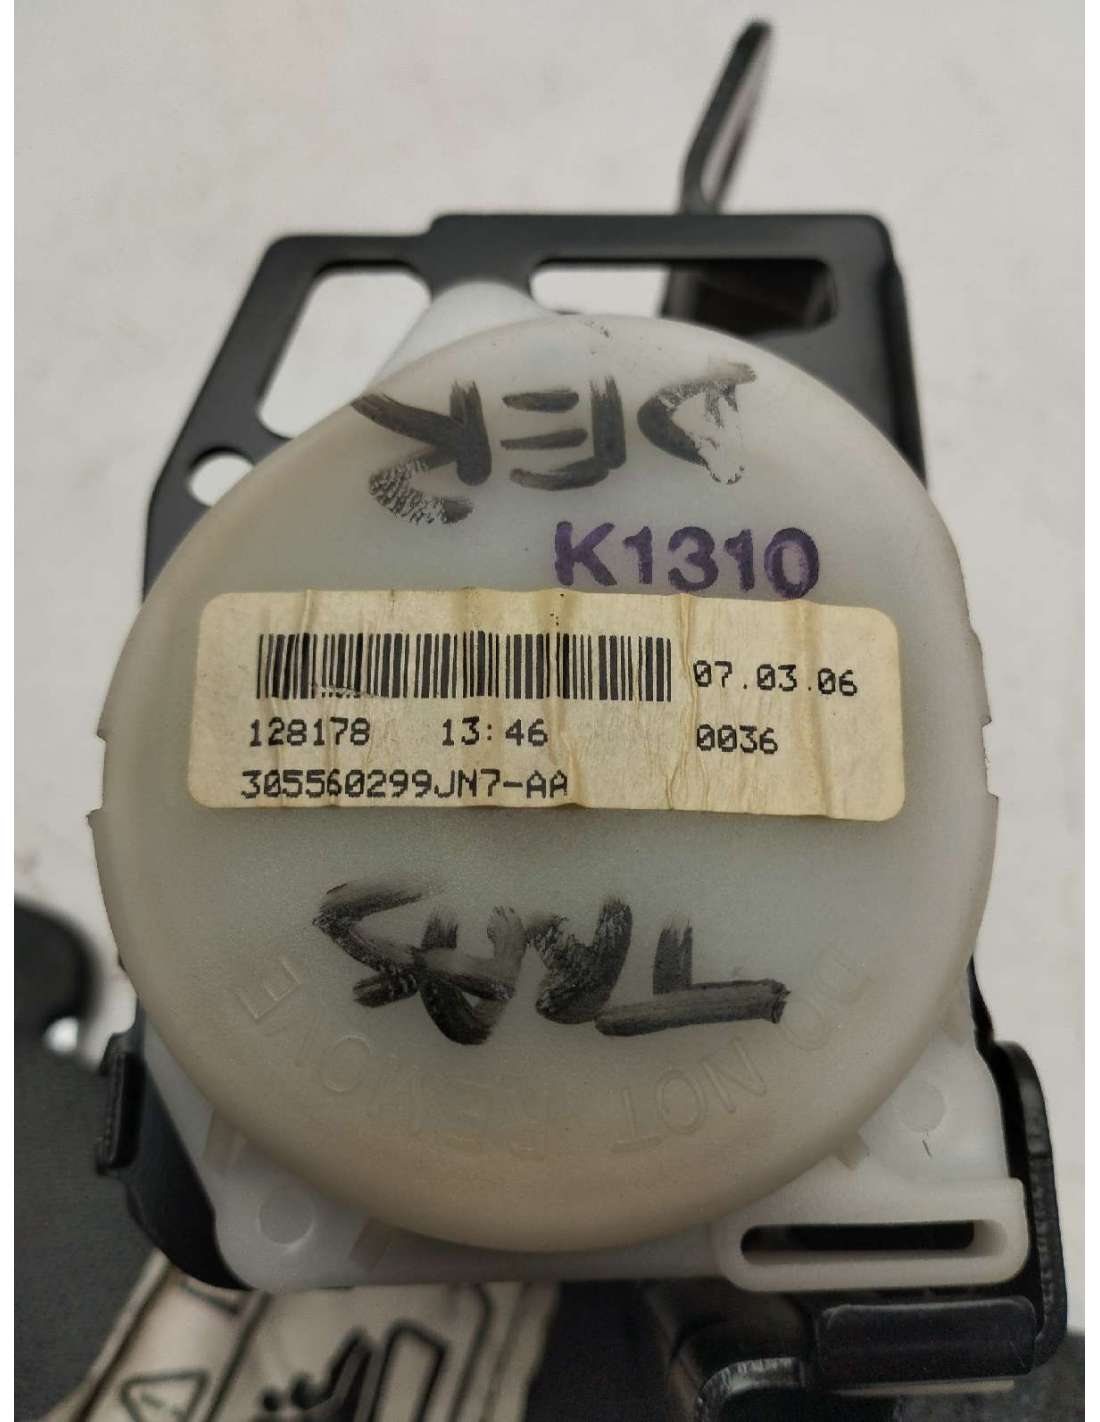 DER
K1310
07.03.06
128178 13:46 0036
305560299JN7-AA
TRAS
DO NOT REMOVE